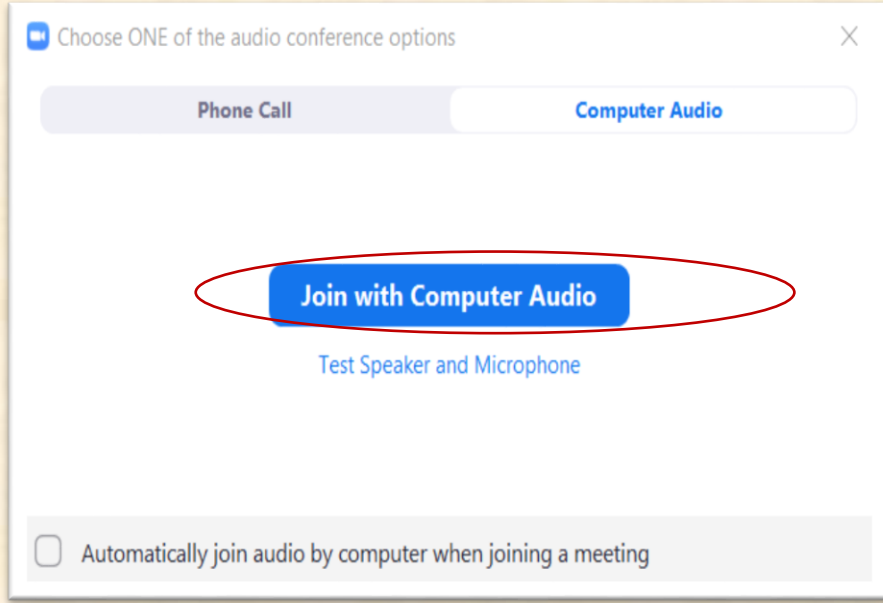 Choose ONE of the audio conference options
Phone Call
Computer Audio
Join with Computer Audio
Test Speaker and Microphone
Automatically join audio by computer when joining a meeting